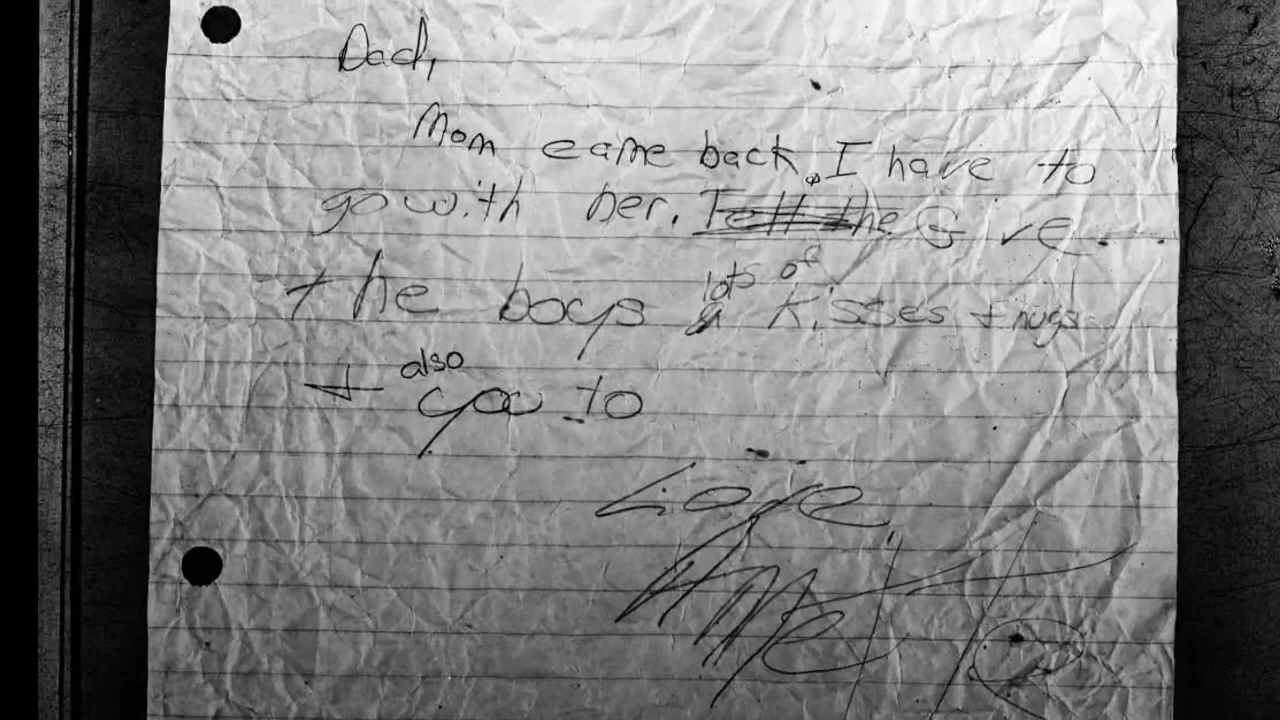 Dad,
Mom came back. I have to
go with her. Tell the Give
the boys lots of kisses + hugs
+ also you to
Love